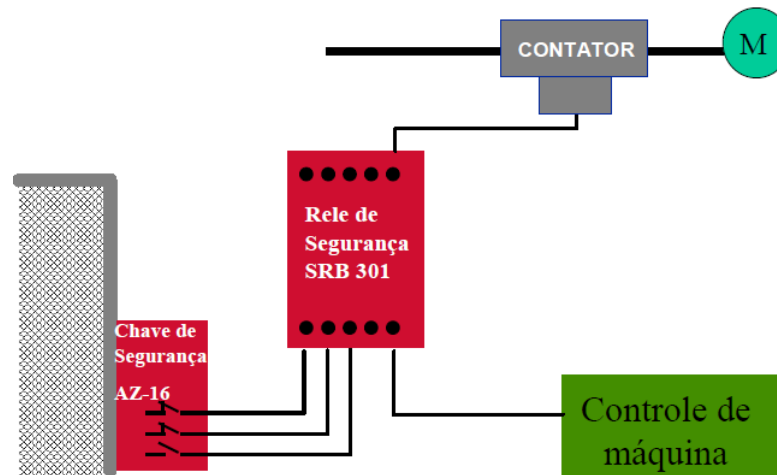 CONTATOR
M
Rele de
Segurança
SRB 301
Chave de
Segurança
AZ-16
Controle de
máquina